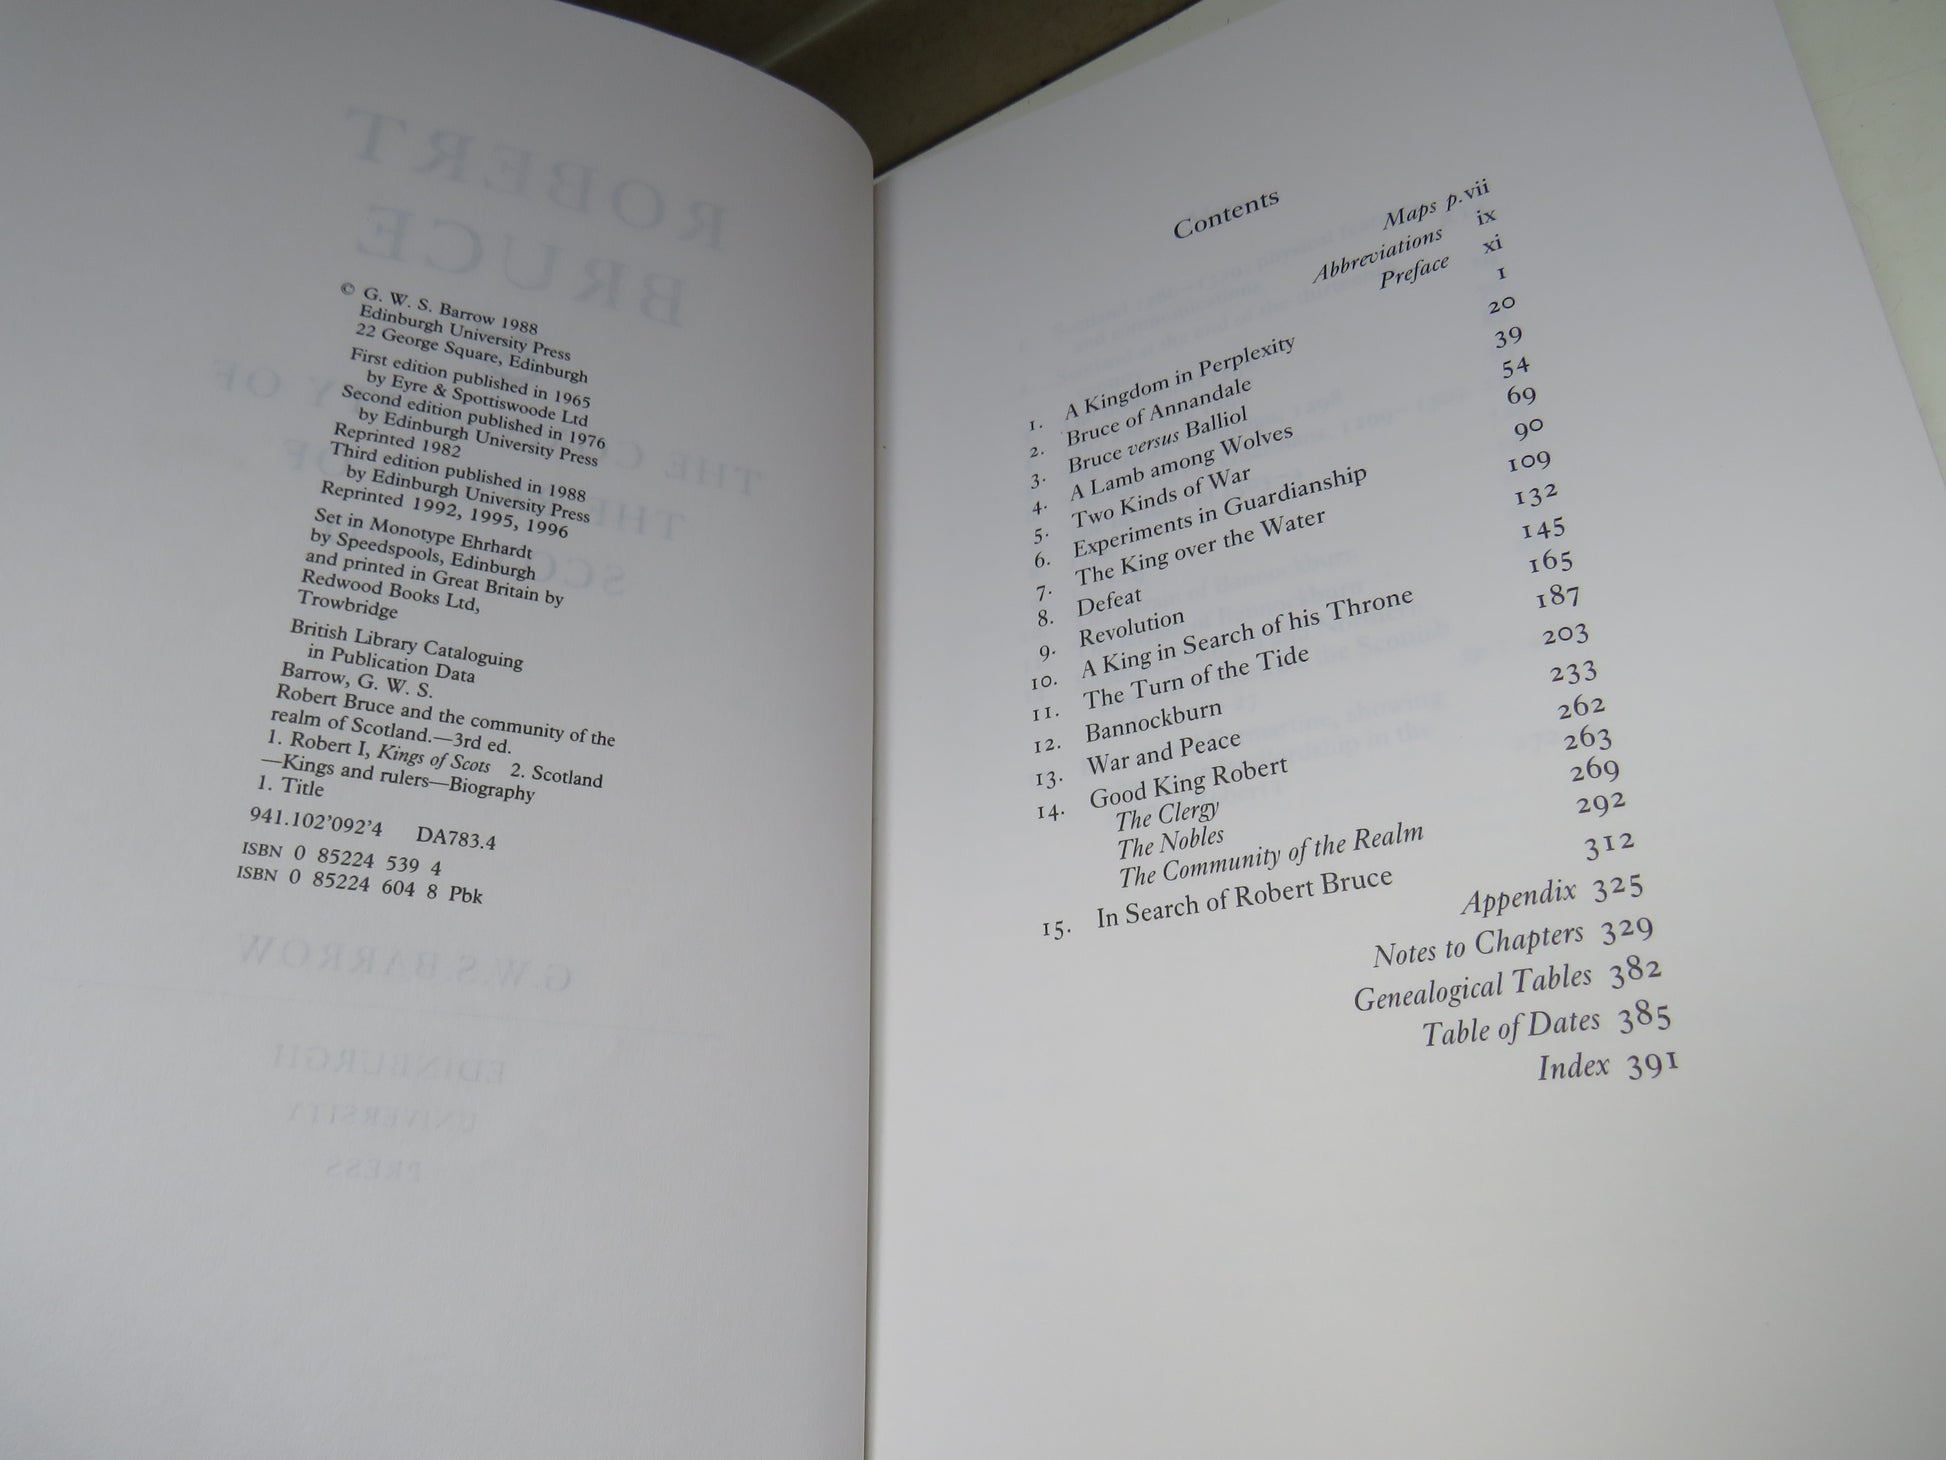 © G. W. S. Barrow 1988
Edinburgh University Press
22 George Square, Edinburgh
First edition published in 1965
by Eyre & Spottiswoode Ltd
Second edition published in 1976
by Edinburgh University Press
Reprinted 1982
Third edition published in 1988
by Edinburgh University Press
Reprinted 1992, 1995, 1996
Set in Monotype Ehrhardt
by Speedspools, Edinburgh
and printed in Great Britain by
Redwood Books Ltd,
Trowbridge
British Library Cataloguing
in Publication Data
Barrow, G. W. S.
Robert Bruce and the community of the
realm of Scotland.—3rd ed.
1. Robert I, Kings of Scots 2. Scotland
—Kings and rulers—Biography
1. Title
941.102'092'4 DA783.4
ISBN 0 85224 539 4
ISBN 0 85224 604 8 Pbk
Contents
Maps p.vii
Abbreviations ix
Preface xi
1. A Kingdom in Perplexity 1
2. Bruce of Annandale 20
3. Bruce versus Balliol 39
4. A Lamb among Wolves 54
5. Two Kinds of War 69
6. Experiments in Guardianship 90
7. The King over the Water 109
8. Defeat 132
9. Revolution 145
10. A King in Search of his Throne 165
11. The Turn of the Tide 187
12. Bannockburn 203
13. War and Peace 233
14. Good King Robert 262
The Clergy 263
The Nobles 269
The Community of the Realm 292
15. In Search of Robert Bruce 312
Appendix 325
Notes to Chapters 329
Genealogical Tables 382
Table of Dates 385
Index 391